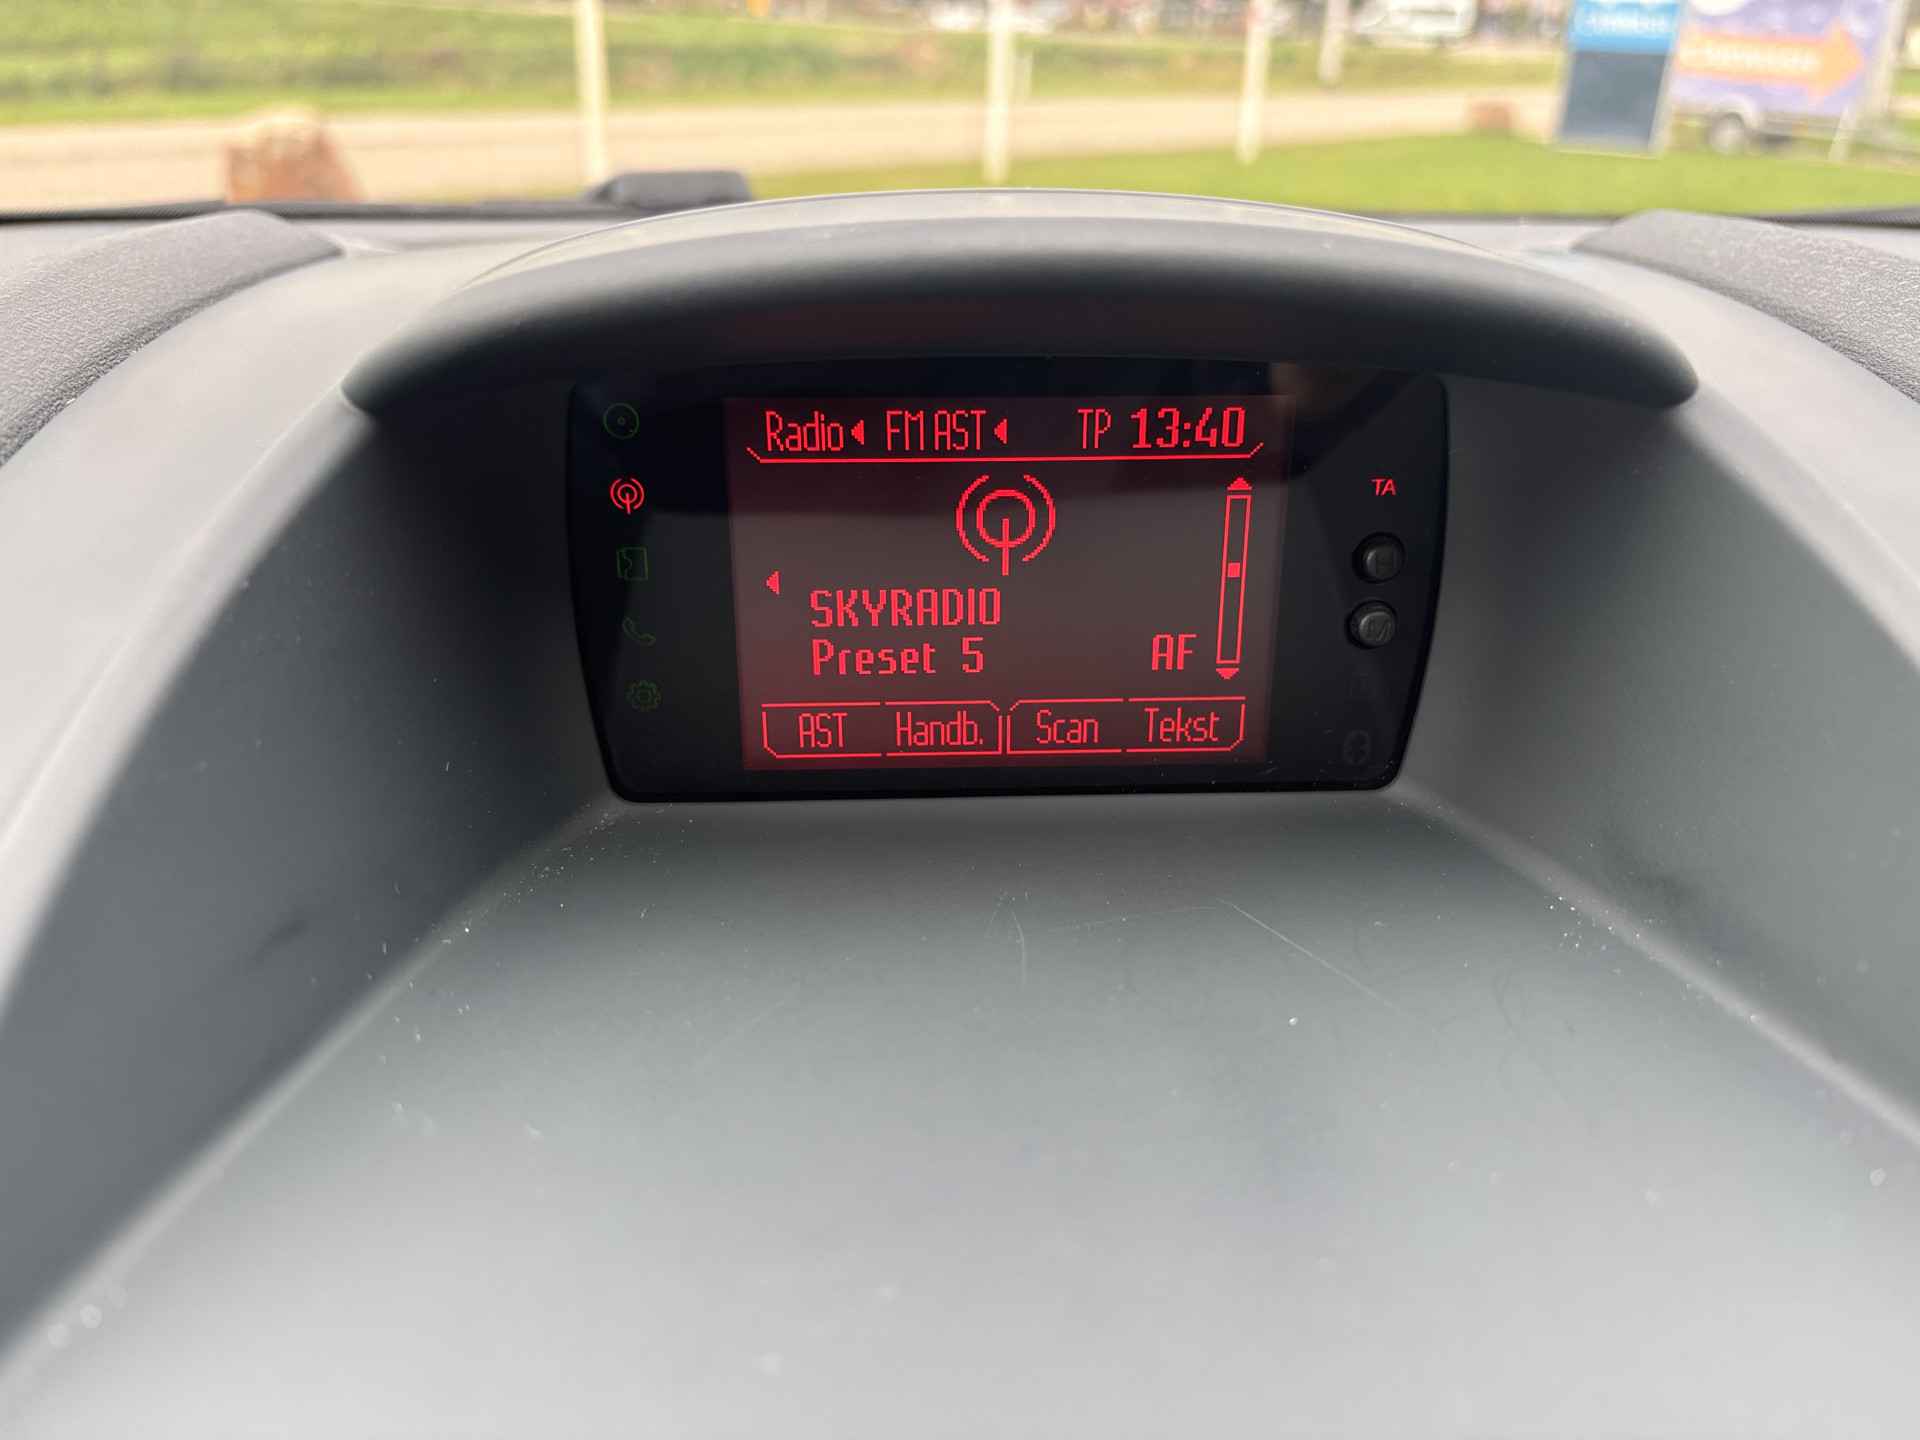 Radio FM AST TP 13:40
TA
H
M
SKYRADIO
Preset 5 AF
AST Handb. Scan Tekst